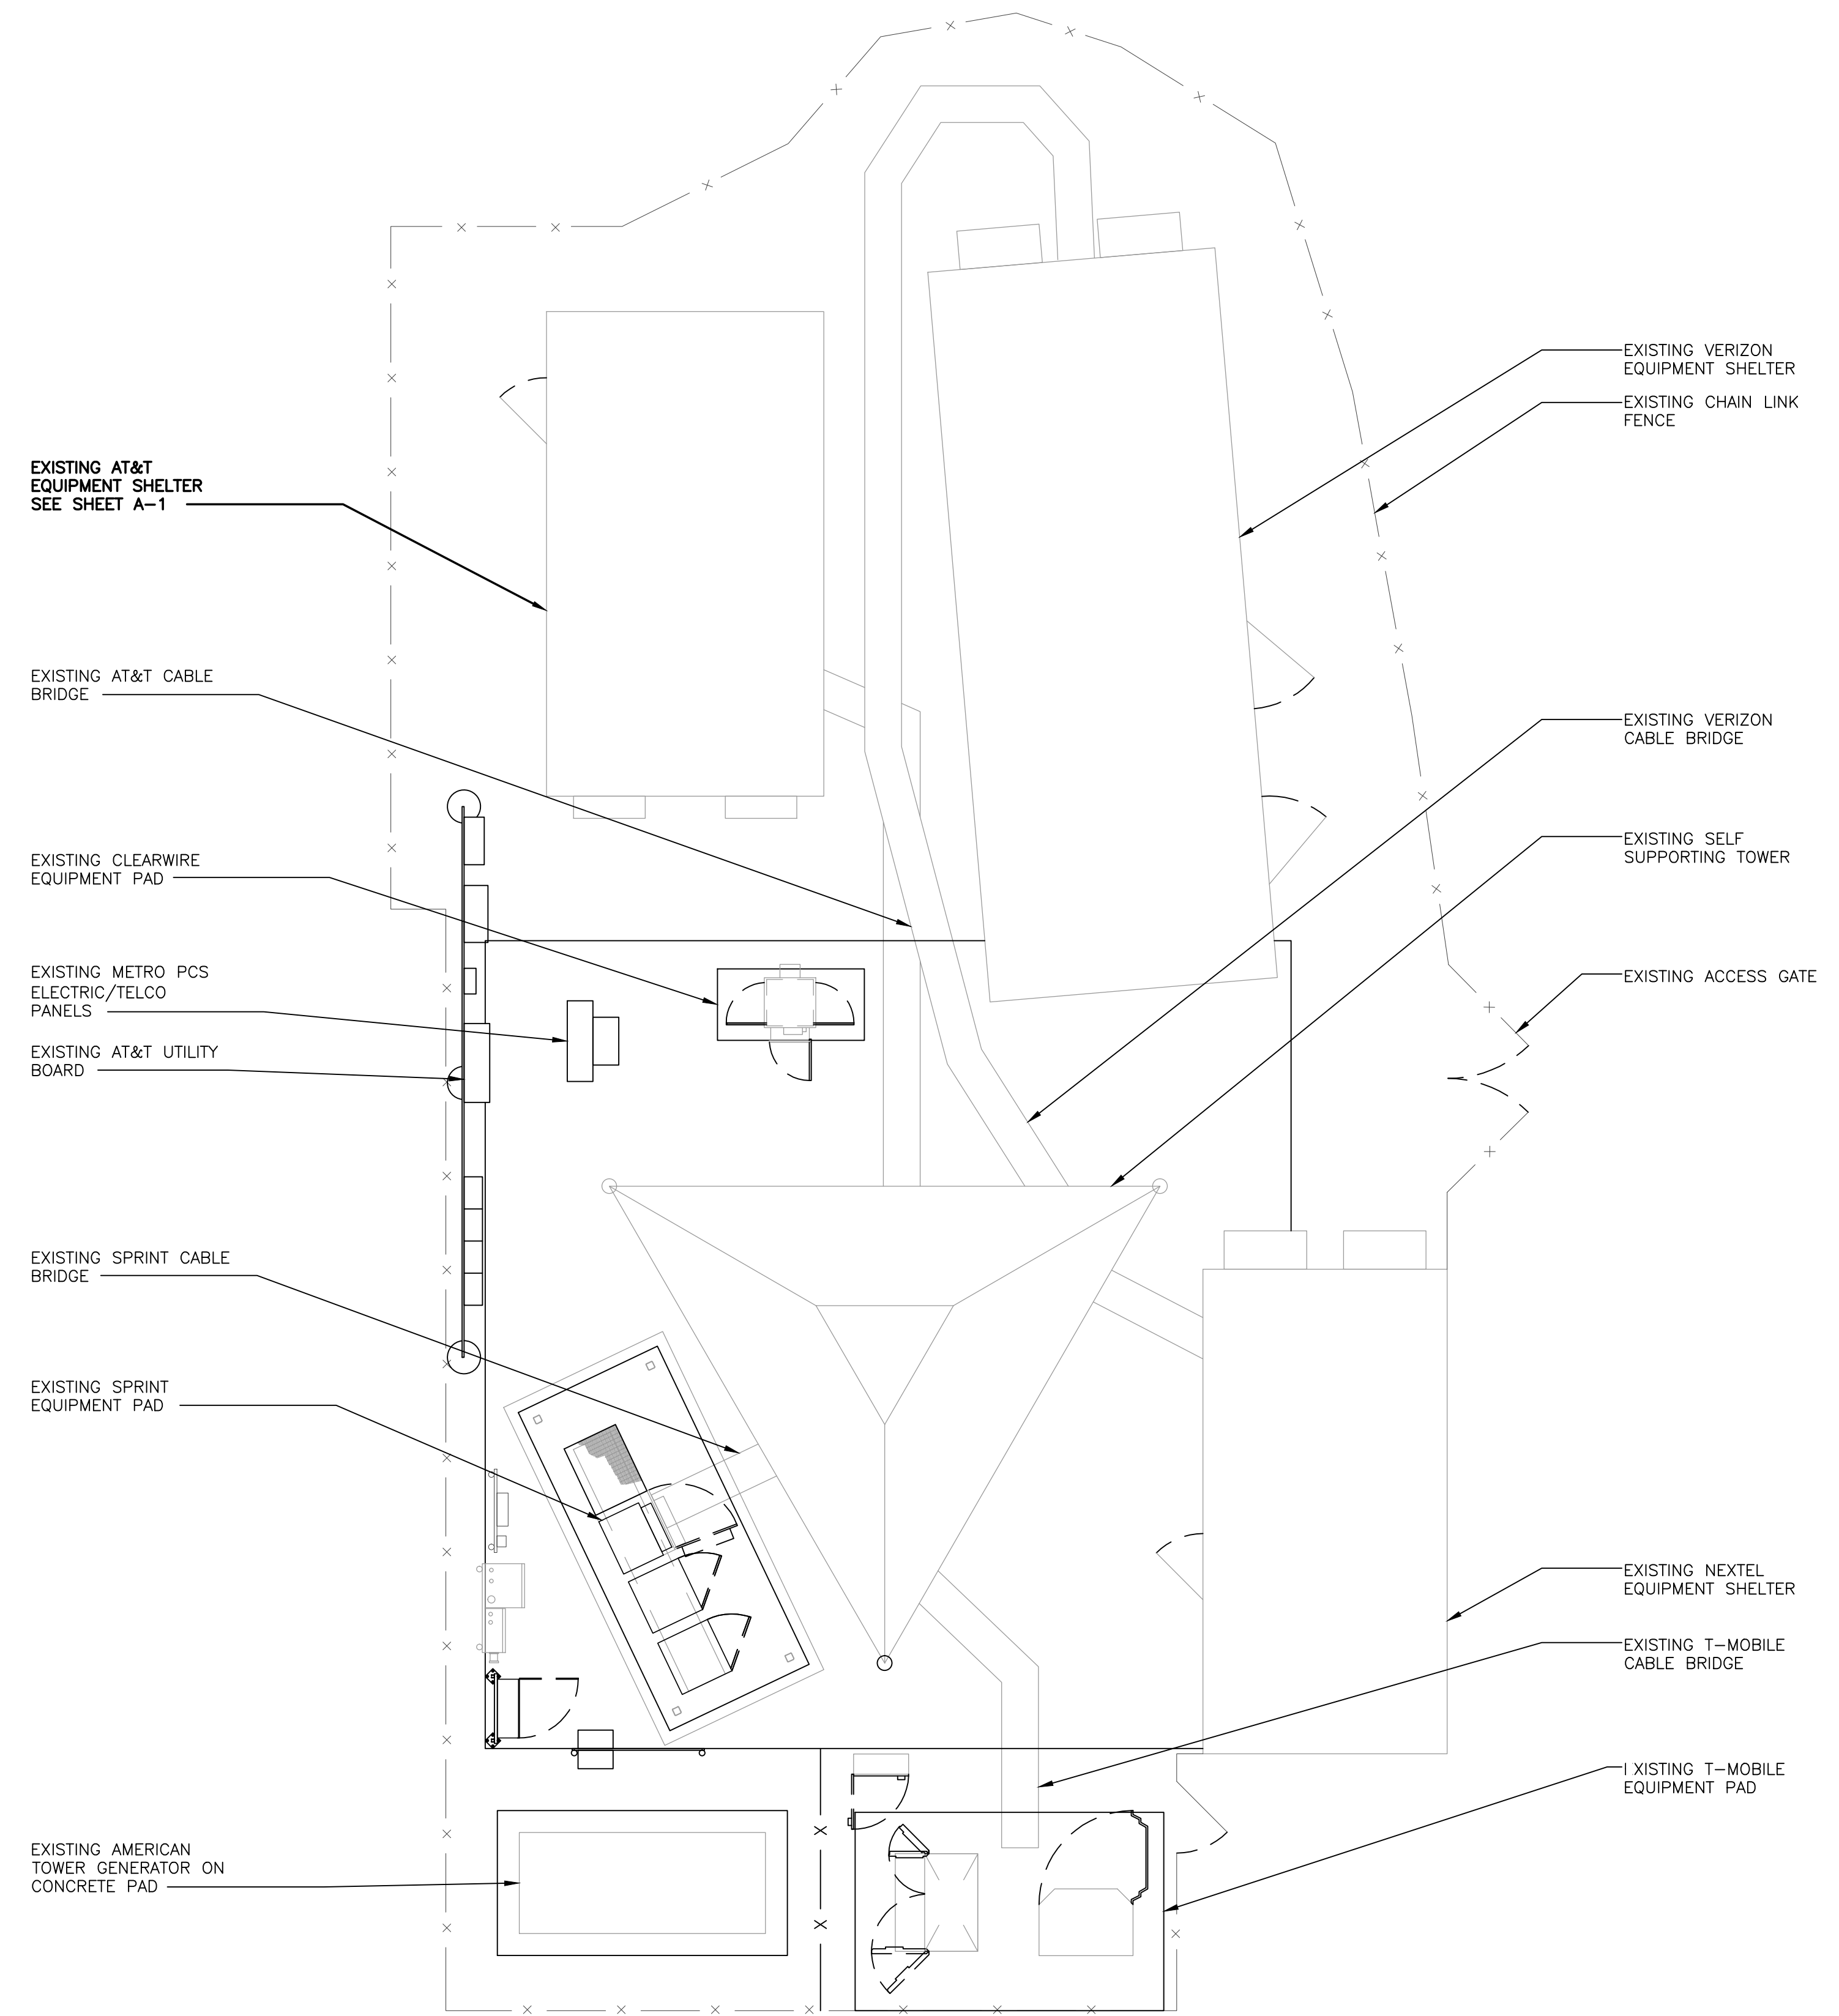 EXISTING AT&T
EQUIPMENT SHELTER
SEE SHEET A-1
EXISTING AT&T CABLE
BRIDGE
EXISTING CLEARWIRE
EQUIPMENT PAD
EXISTING METRO PCS
ELECTRIC/TELCO
PANELS
EXISTING AT&T UTILITY
BOARD
EXISTING SPRINT CABLE
BRIDGE
EXISTING SPRINT
EQUIPMENT PAD
EXISTING AMERICAN
TOWER GENERATOR ON
CONCRETE PAD
EXISTING VERIZON
EQUIPMENT SHELTER
EXISTING CHAIN LINK
FENCE
EXISTING VERIZON
CABLE BRIDGE
EXISTING SELF
SUPPORTING TOWER
EXISTING ACCESS GATE
EXISTING NEXTEL
EQUIPMENT SHELTER
EXISTING T-MOBILE
CABLE BRIDGE
I XISTING T-MOBILE
EQUIPMENT PAD